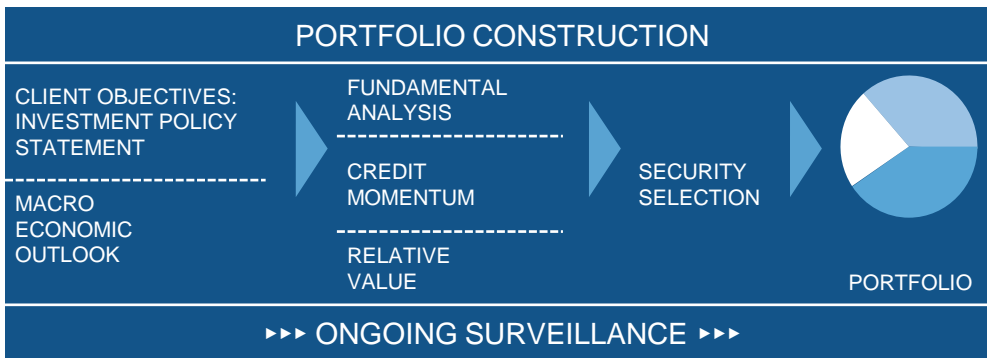 PORTFOLIO CONSTRUCTION
CLIENT OBJECTIVES:
INVESTMENT POLICY
STATEMENT
MACRO
ECONOMIC
OUTLOOK
FUNDAMENTAL
ANALYSIS
CREDIT
MOMENTUM
RELATIVE
VALUE
SECURITY
SELECTION
PORTFOLIO
ONGOING SURVEILLANCE